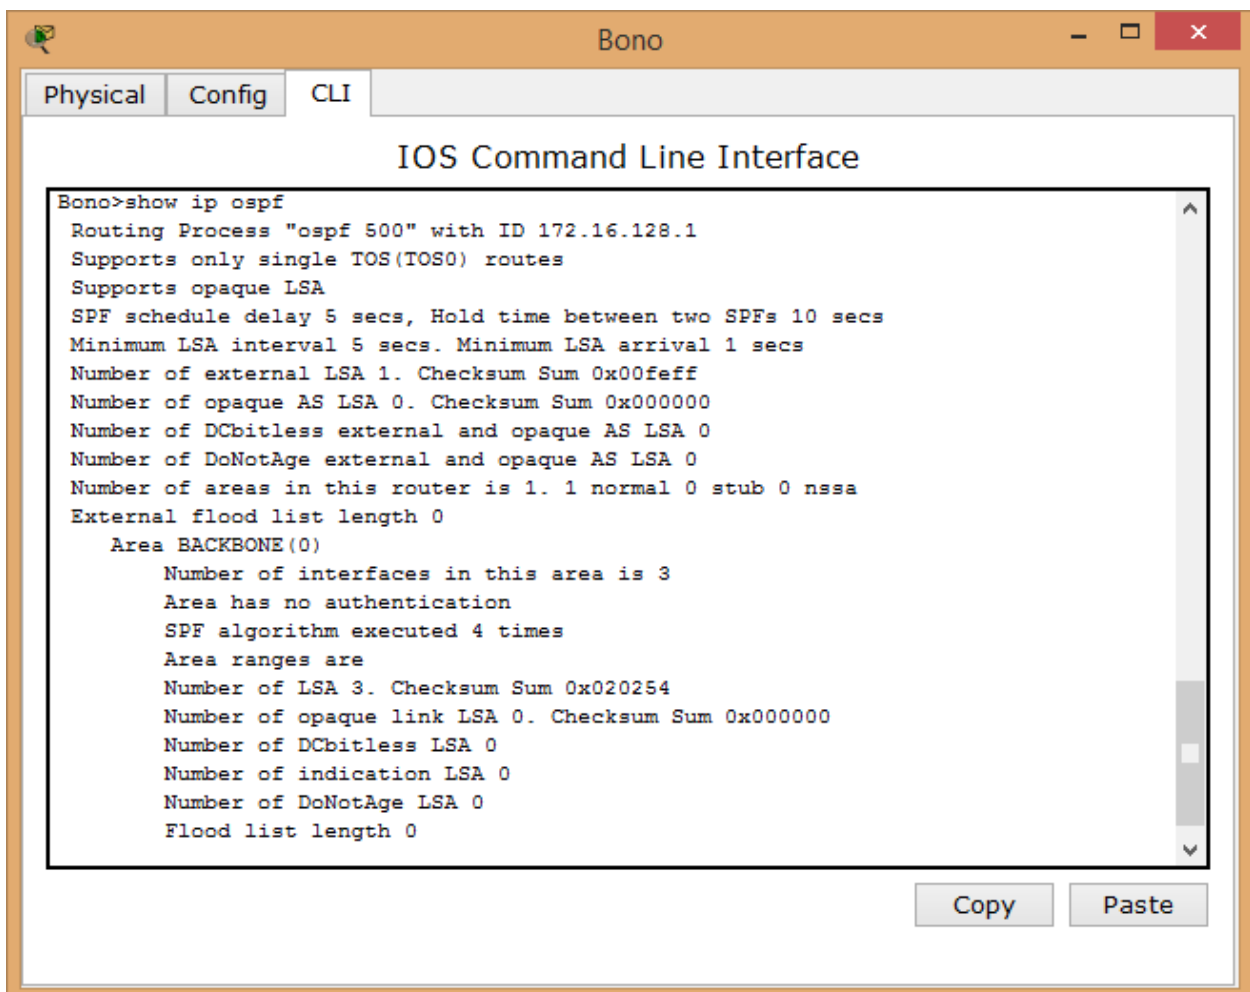 Bono
Physical Config CLI
IOS Command Line Interface
Bono>show ip ospf
Routing Process "ospf 500" with ID 172.16.128.1
Supports only single TOS(TOS0) routes
Supports opaque LSA
SPF schedule delay 5 secs, Hold time between two SPFs 10 secs
Minimum LSA interval 5 secs. Minimum LSA arrival 1 secs
Number of external LSA 1. Checksum Sum 0x00feff
Number of opaque AS LSA 0. Checksum Sum 0x000000
Number of DCbitless external and opaque AS LSA 0
Number of DoNotAge external and opaque AS LSA 0
Number of areas in this router is 1. 1 normal 0 stub 0 nssa
External flood list length 0
Area BACKBONE(0)
Number of interfaces in this area is 3
Area has no authentication
SPF algorithm executed 4 times
Area ranges are
Number of LSA 3. Checksum Sum 0x020254
Number of opaque link LSA 0. Checksum Sum 0x000000
Number of DCbitless LSA 0
Number of indication LSA 0
Number of DoNotAge LSA 0
Flood list length 0
Copy Paste